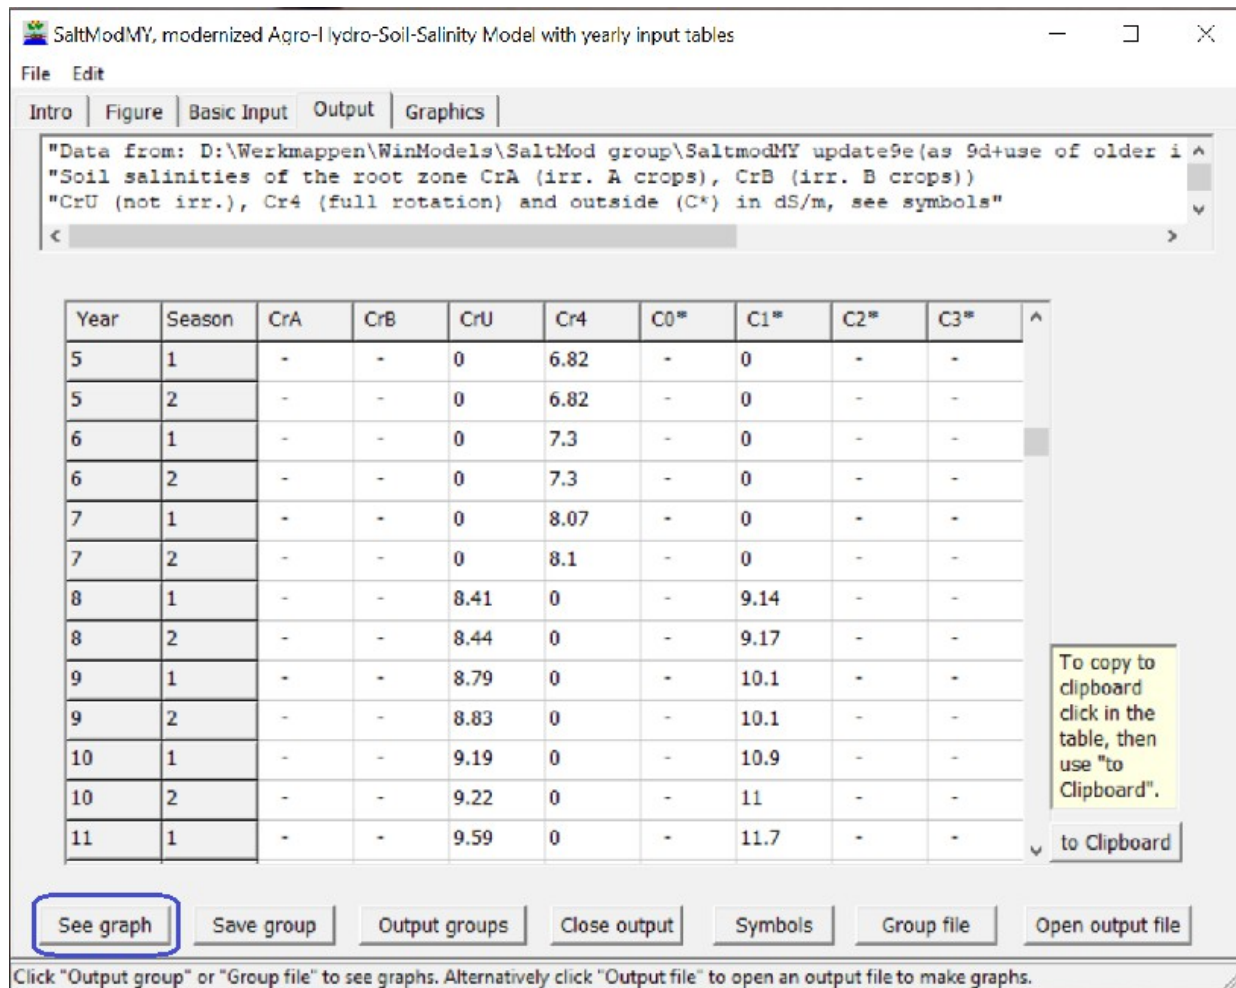 SaltModMY, modernized Agro-Hydro-Soil-Salinity Model with yearly input tables
File Edit
Intro Figure Basic Input Output Graphics
"Data from: D:\Werkmappen\WinModels\SaltMod group\SaltmodMY update9e(as 9d+use of older i
"Soil salinities of the root zone CrA (irr. A crops), CrB (irr. B crops))
"CrU (not irr.), Cr4 (full rotation) and outside (C*) in dS/m, see symbols"
Year Season CrA CrB CrU Cr4 C0* C1* C2* C3*
5 1 - - 0 6.82 - 0 - -
5 2 - - 0 6.82 - 0 - -
6 1 - - 0 7.3 - 0 - -
6 2 - - 0 7.3 - 0 - -
7 1 - - 0 8.07 - 0 - -
7 2 - - 0 8.1 - 0 - -
8 1 - - 8.41 0 - 9.14 - -
8 2 - - 8.44 0 - 9.17 - -
9 1 - - 8.79 0 - 10.1 - -
9 2 - - 8.83 0 - 10.1 - -
10 1 - - 9.19 0 - 10.9 - -
10 2 - - 9.22 0 - 11 - -
11 1 - - 9.59 0 - 11.7 - -
To copy to
clipboard
click in the
table, then
use "to
Clipboard".
to Clipboard
See graph Save group Output groups Close output Symbols Group file Open output file
Click "Output group" or "Group file" to see graphs. Alternatively click "Output file" to open an output file to make graphs.